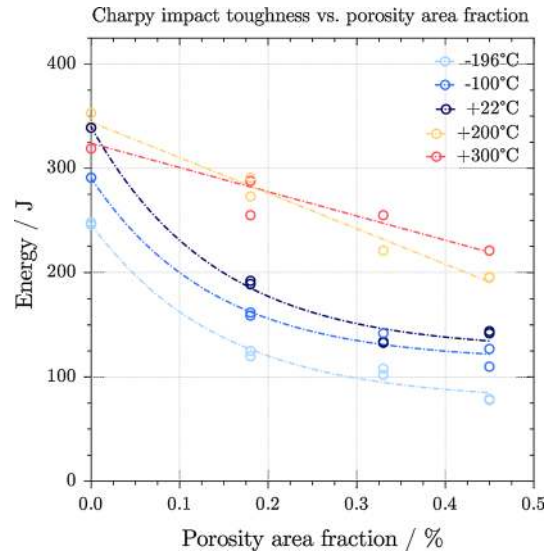 Charpy impact toughness vs. porosity area fraction
400
300
200
100
0
Energy / J
-196°C
-100°C
+22°C
+200°C
+300°C
0.0 0.1 0.2 0.3 0.4 0.5
Porosity area fraction / %